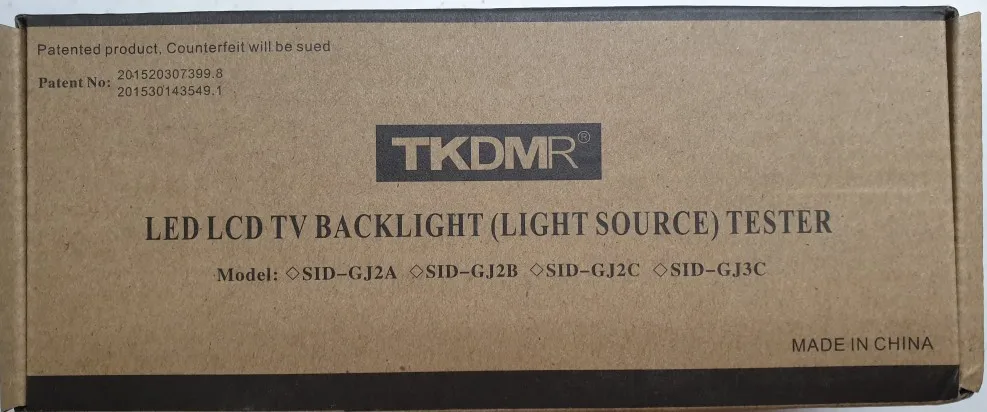 Patented product, Counterfeit will be sued
Patent No: 201520307399.8
201530143549.1
TKDMR®
LED LCD TV BACKLIGHT (LIGHT SOURCE) TESTER
Model: ◇SID-GJ2A ◇SID-GJ2B ◇SID-GJ2C ◇SID-GJ3C
MADE IN CHINA